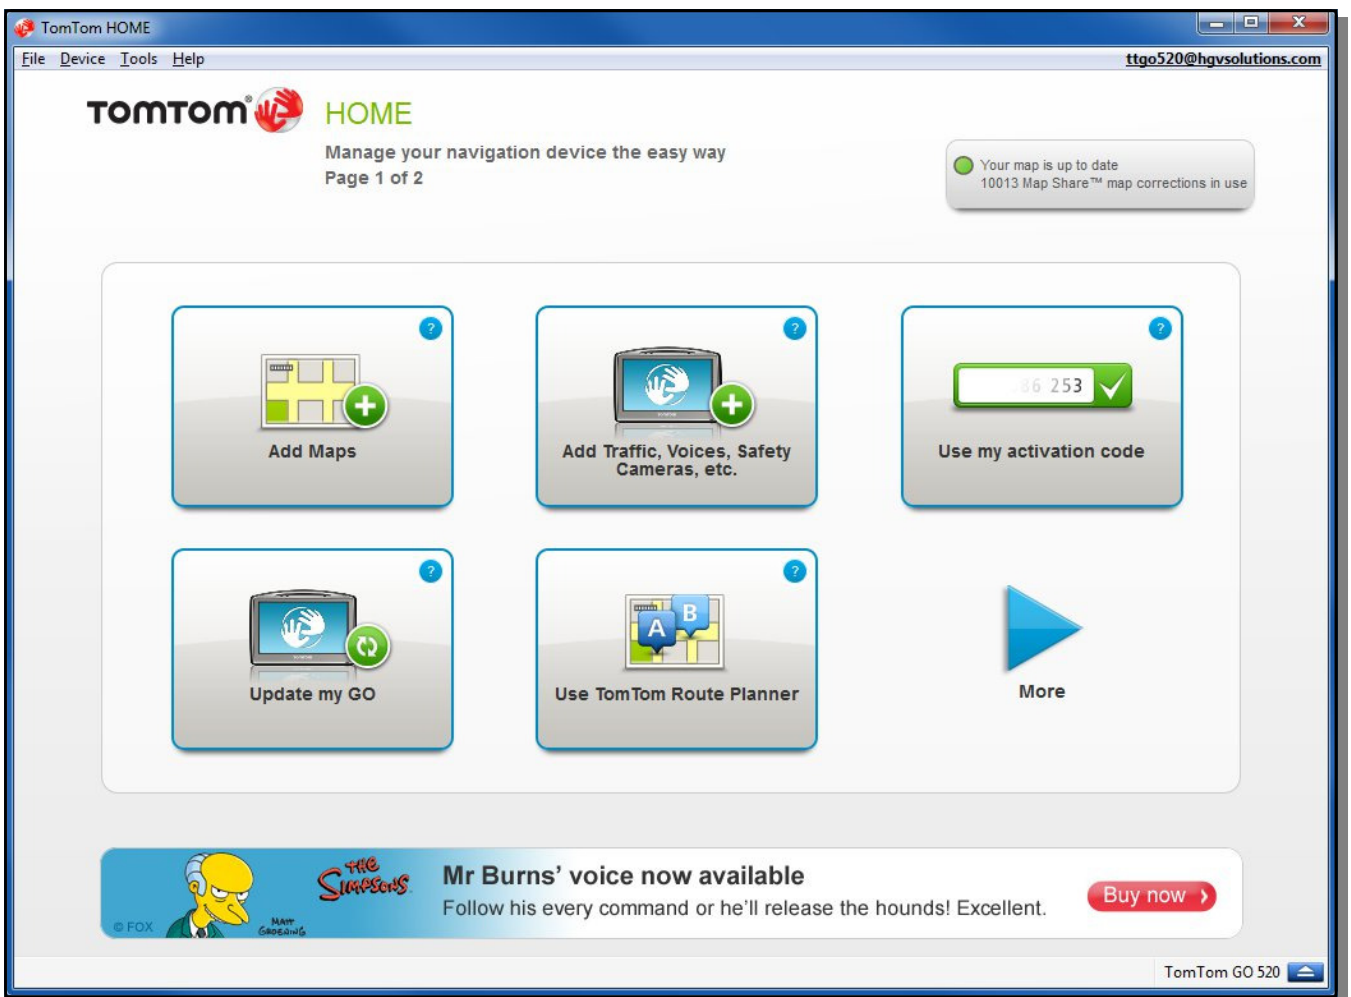 TomTom HOME
File Device Tools Help
ttgo520@hgvsolutions.com
TOMTOM® HOME
Manage your navigation device the easy way
Page 1 of 2
Your map is up to date
10013 Map Share™ map corrections in use
Add Maps
Add Traffic, Voices, Safety
Cameras, etc.
86 253
Use my activation code
Update my GO
A B
Use TomTom Route Planner
More
THE
SIMPSONS
MATT
GROENING
© FOX
Mr Burns’ voice now available
Follow his every command or he’ll release the hounds! Excellent.
Buy now
TomTom GO 520